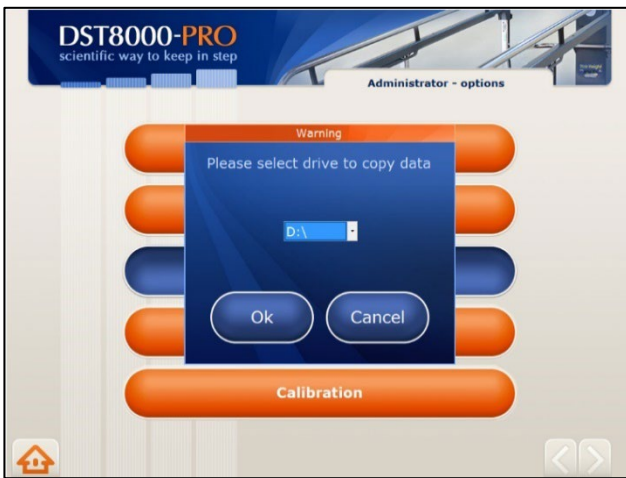 DST8000-PRO
scientific way to keep in step
Administrator - options
Warning
Please select drive to copy data
D:\
Ok
Cancel
Calibration